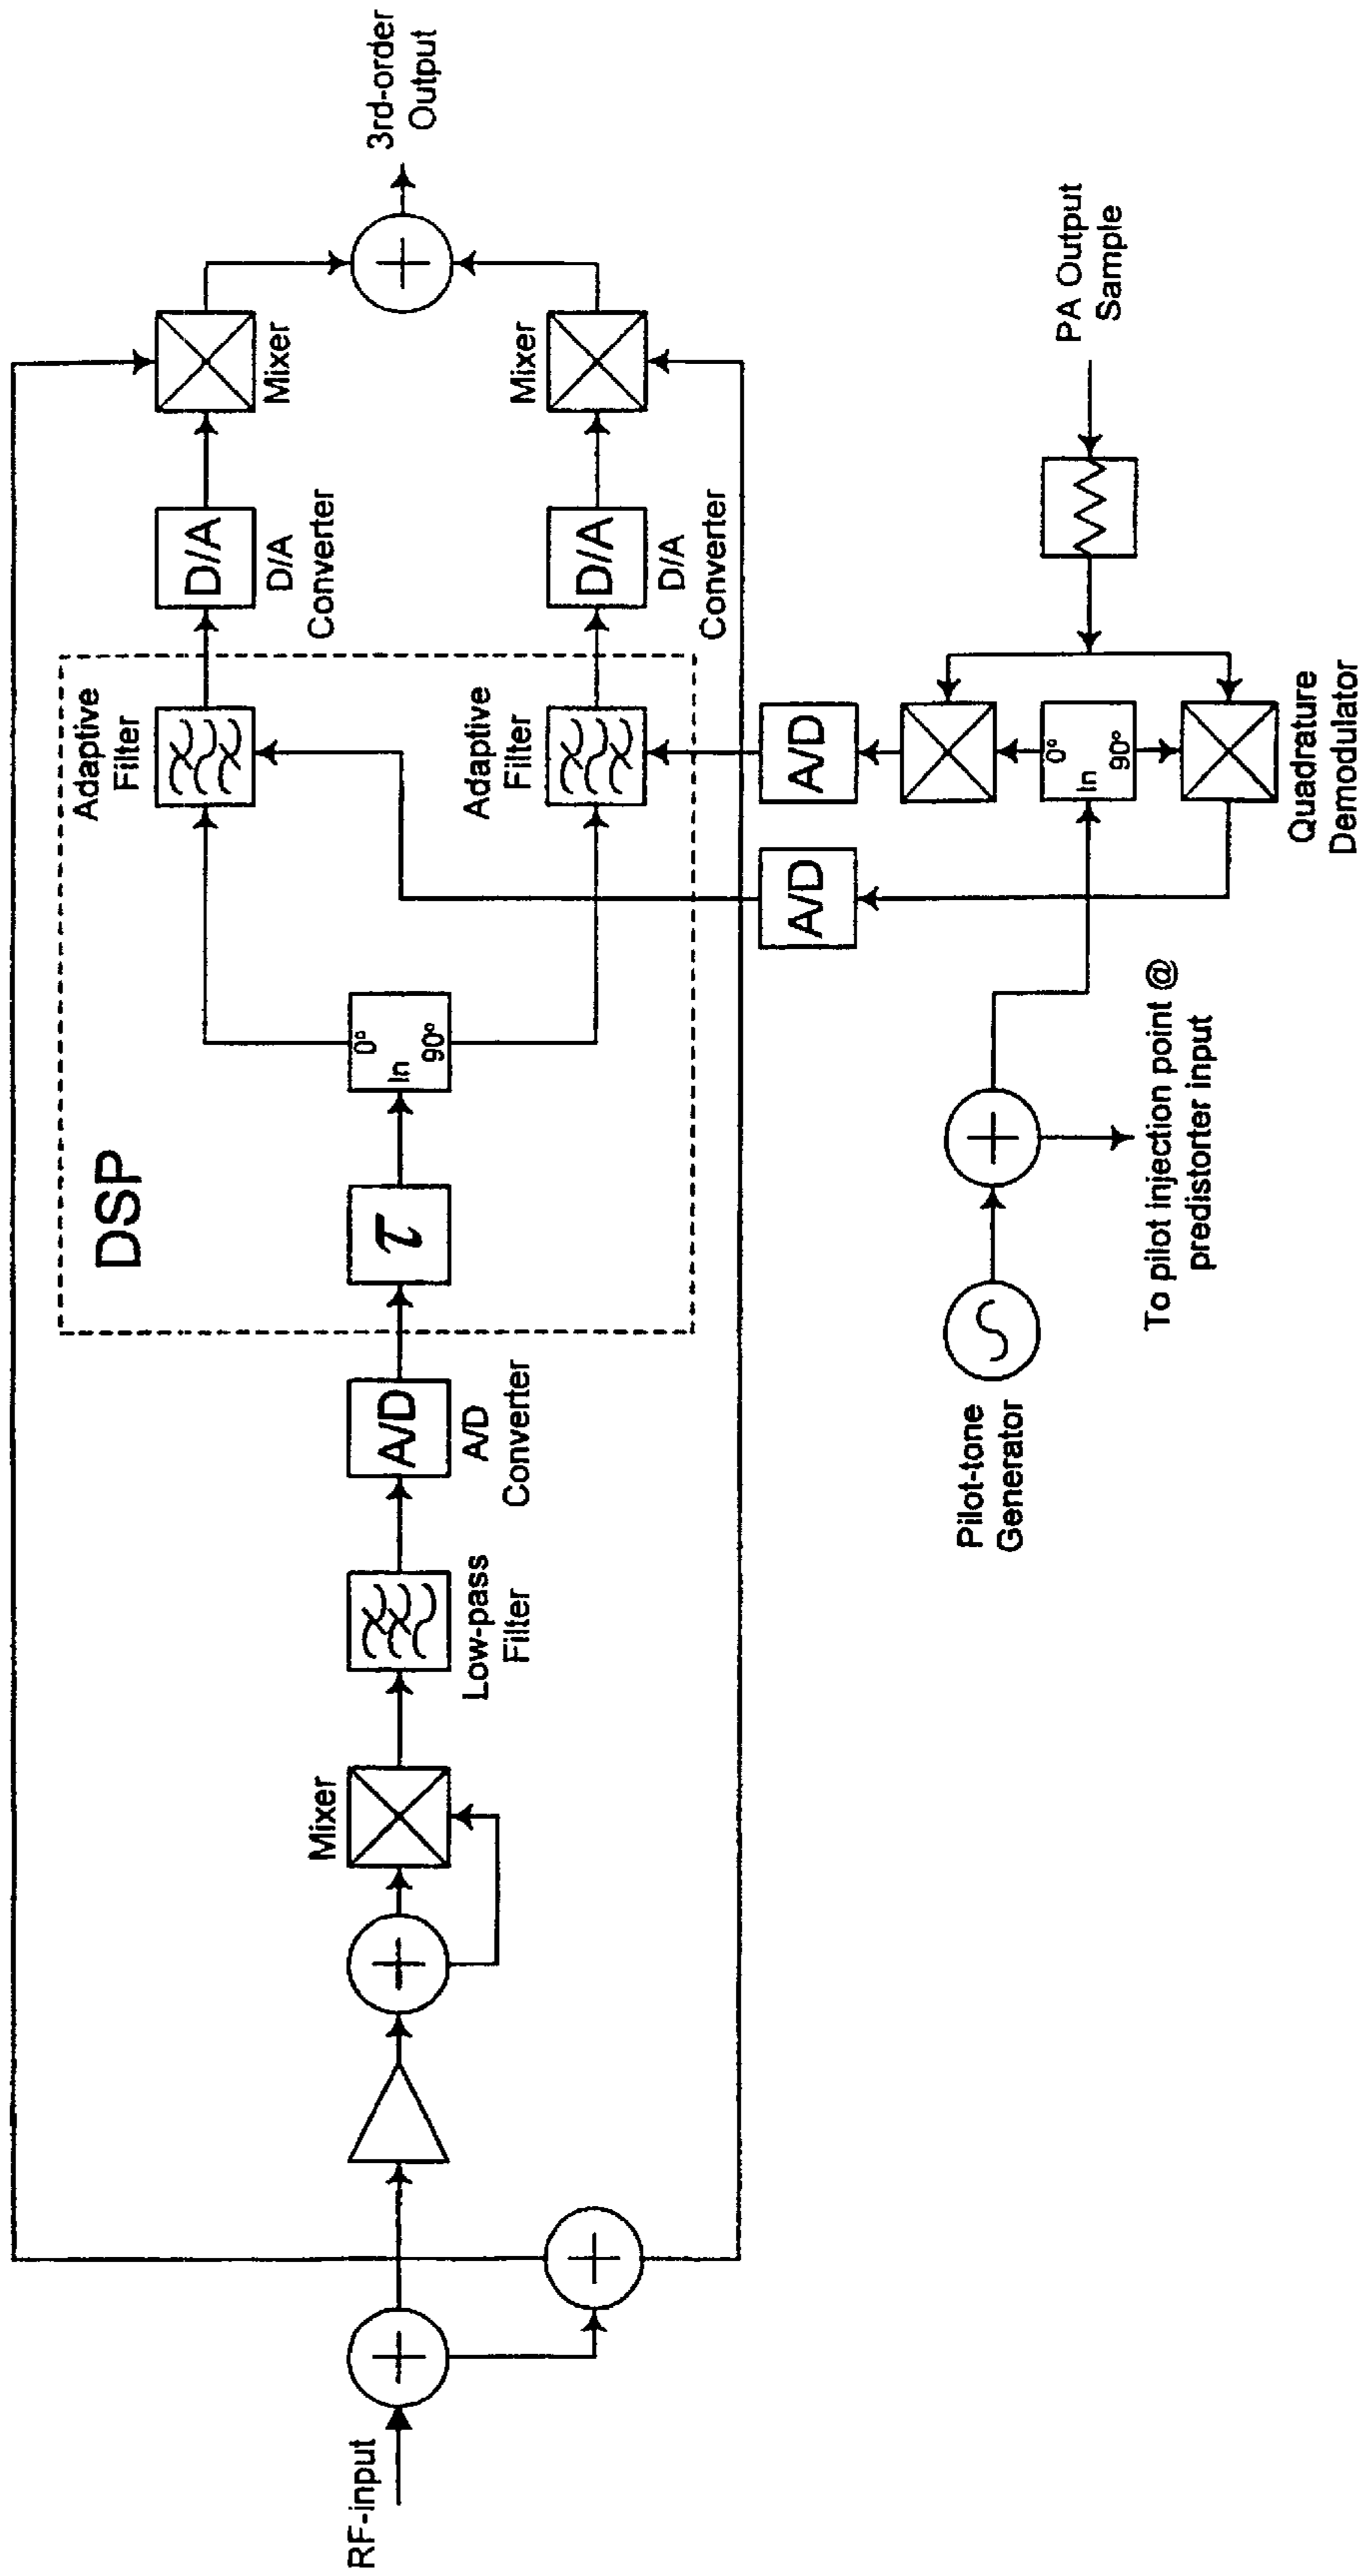 RF-input
Mixer
Low-pass
Filter
A/D
A/D
Converter
DSP
τ
0°
In
90°
Adaptive
Filter
D/A
D/A
Converter
Mixer
Adaptive
Filter
D/A
D/A
Converter
Mixer
3rd-order
Output
A/D
A/D
0°
In
90°
Quadrature
Demodulator
PA Output
Sample
Pilot-tone
Generator
To pilot injection point @
predistorter input